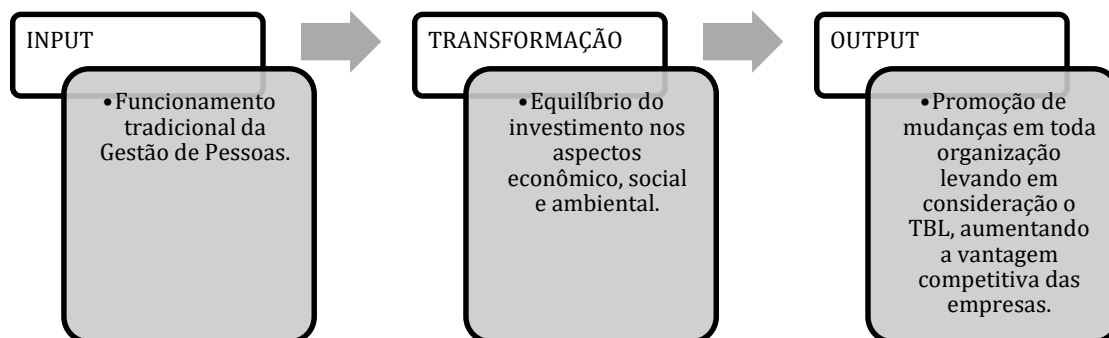 INPUT
•Funcionamento
tradicional da
Gestão de Pessoas.
TRANSFORMAÇÃO
•Equilíbrio do
investimento nos
aspectos
econômico, social
e ambiental.
OUTPUT
•Promoção de
mudanças em toda
organização
levando em
consideração o
TBL, aumentando
a vantagem
competitiva das
empresas.